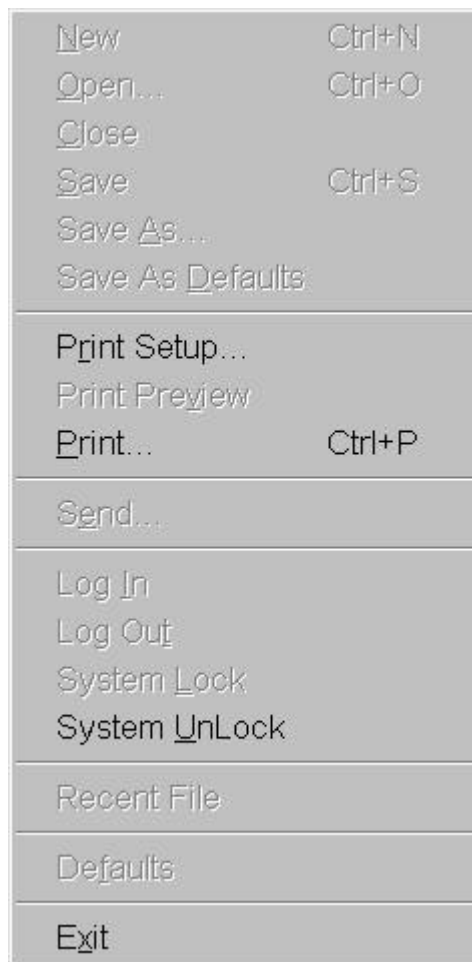 New Ctrl+N
Open... Ctrl+O
Close
Save Ctrl+S
Save As...
Save As Defaults
Print Setup...
Print Preview
Print... Ctrl+P
Send...
Log In
Log Out
System Lock
System UnLock
Recent File
Defaults
Exit